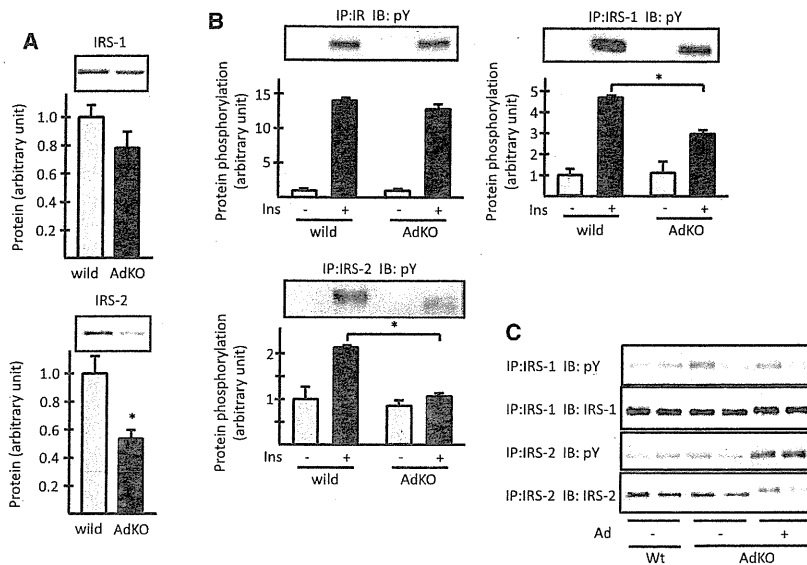 A
IRS-1
Protein (arbitrary unit)
1.0
0.8
0.6
0.4
0.2
wild AdKO
IRS-2
Protein (arbitrary unit)
1.0
0.8
0.6
0.4
0.2
*
wild AdKO
B
IP:IR IB: pY
Protein phosphorylation
(arbitrary unit)
15
10
5
Ins - + - +
wild AdKO
IP:IRS-1 IB: pY
Protein phosphorylation
(arbitrary unit)
5
4
3
2
1
*
Ins - + - +
wild AdKO
IP:IRS-2 IB: pY
Protein phosphorylation
(arbitrary unit)
2
1
*
Ins - + - +
wild AdKO
C
IP:IRS-1 IB: pY
IP:IRS-1 IB: IRS-1
IP:IRS-2 IB: pY
IP:IRS-2 IB: IRS-2
Ad - - +
Wt AdKO